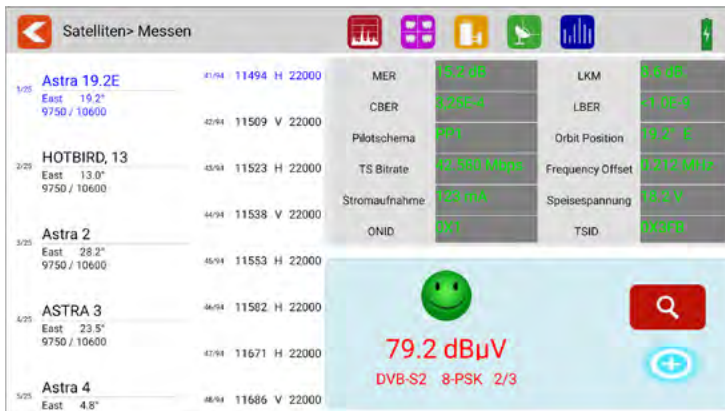 Satelliten> Messen
1/25 Astra 19.2E
East 19.2°
9750 / 10600
2/25 HOTBIRD, 13
East 13.0°
9750 / 10600
3/25 Astra 2
East 28.2°
9750 / 10600
4/25 ASTRA 3
East 23.5°
9750 / 10600
5/25 Astra 4
East 4.8°
41/94 11494 H 22000
42/94 11509 V 22000
43/94 11523 H 22000
44/94 11538 V 22000
45/94 11553 H 22000
46/94 11582 H 22000
47/94 11671 H 22000
48/94 11686 V 22000
MER LKM
CBER LBER
Pilotschema Orbit Position
TS Bitrate Frequency Offset
Stromaufnahme Speisespannung
ONID TSID
79.2 dBµV
DVB-S2 8-PSK 2/3